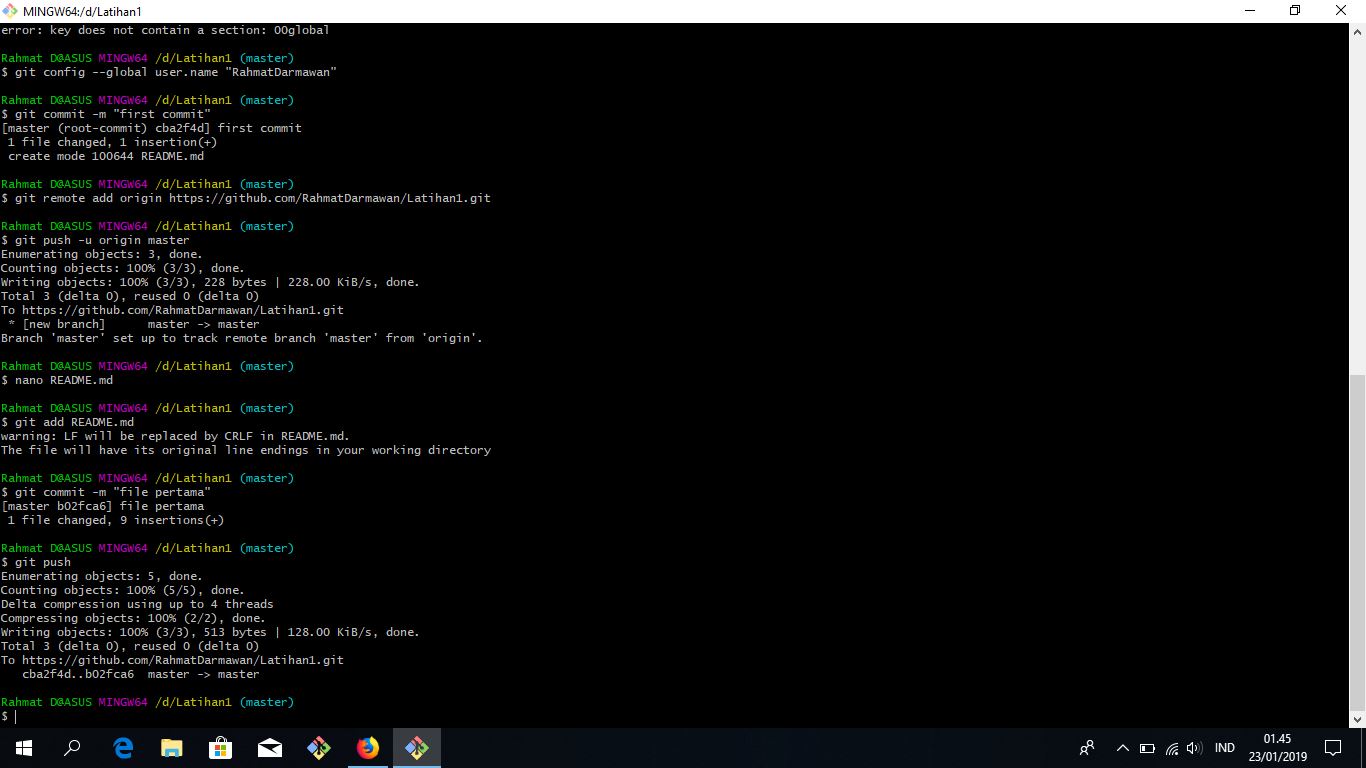 MINGW64:/d/Latihan1
error: key does not contain a section: OOglobal
Rahmat D@ASUS MINGW64 /d/Latihan1 (master)
$ git config --global user.name "RahmatDarmawan"
Rahmat D@ASUS MINGW64 /d/Latihan1 (master)
$ git commit -m "first commit"
[master (root-commit) cba2f4d] first commit
 1 file changed, 1 insertion(+)
 create mode 100644 README.md
Rahmat D@ASUS MINGW64 /d/Latihan1 (master)
$ git remote add origin https://github.com/RahmatDarmawan/Latihan1.git
Rahmat D@ASUS MINGW64 /d/Latihan1 (master)
$ git push -u origin master
Enumerating objects: 3, done.
Counting objects: 100% (3/3), done.
Writing objects: 100% (3/3), 228 bytes | 228.00 KiB/s, done.
Total 3 (delta 0), reused 0 (delta 0)
To https://github.com/RahmatDarmawan/Latihan1.git
 * [new branch]      master -> master
Branch 'master' set up to track remote branch 'master' from 'origin'.
Rahmat D@ASUS MINGW64 /d/Latihan1 (master)
$ nano README.md
Rahmat D@ASUS MINGW64 /d/Latihan1 (master)
$ git add README.md
warning: LF will be replaced by CRLF in README.md.
The file will have its original line endings in your working directory
Rahmat D@ASUS MINGW64 /d/Latihan1 (master)
$ git commit -m "file pertama"
[master b02fca6] file pertama
 1 file changed, 9 insertions(+)
Rahmat D@ASUS MINGW64 /d/Latihan1 (master)
$ git push
Enumerating objects: 5, done.
Counting objects: 100% (5/5), done.
Delta compression using up to 4 threads
Compressing objects: 100% (2/2), done.
Writing objects: 100% (3/3), 513 bytes | 128.00 KiB/s, done.
Total 3 (delta 0), reused 0 (delta 0)
To https://github.com/RahmatDarmawan/Latihan1.git
   cba2f4d..b02fca6  master -> master
Rahmat D@ASUS MINGW64 /d/Latihan1 (master)
$
IND
01.45
23/01/2019